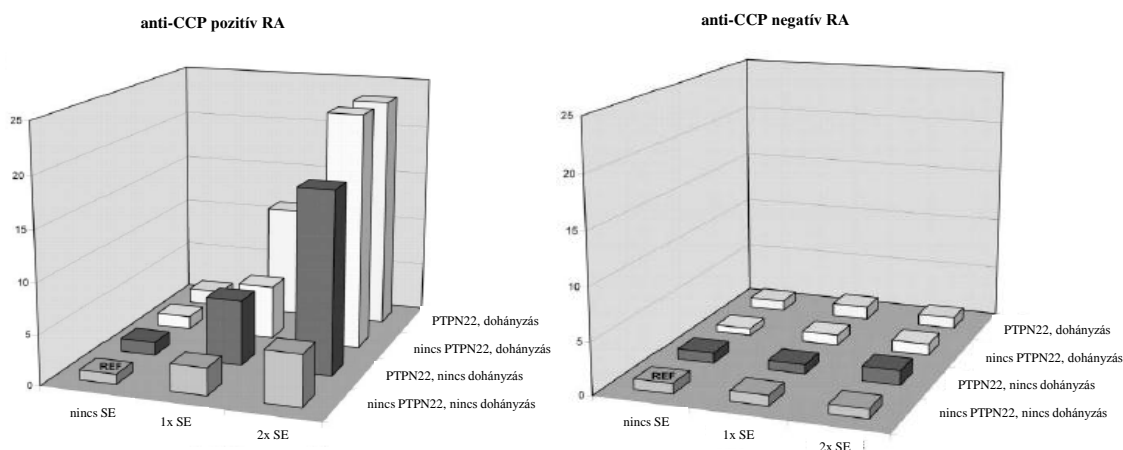 anti-CCP pozitív RA
25
20
15
10
5
0
REF
nincs SE
1x SE
2x SE
PTPN22, dohányzás
nincs PTPN22, dohányzás
PTPN22, nincs dohányzás
nincs PTPN22, nincs dohányzás
anti-CCP negatív RA
25
20
15
10
5
0
REF
nincs SE
1x SE
2x SE
PTPN22, dohányzás
nincs PTPN22, dohányzás
PTPN22, nincs dohányzás
nincs PTPN22, nincs dohányzás